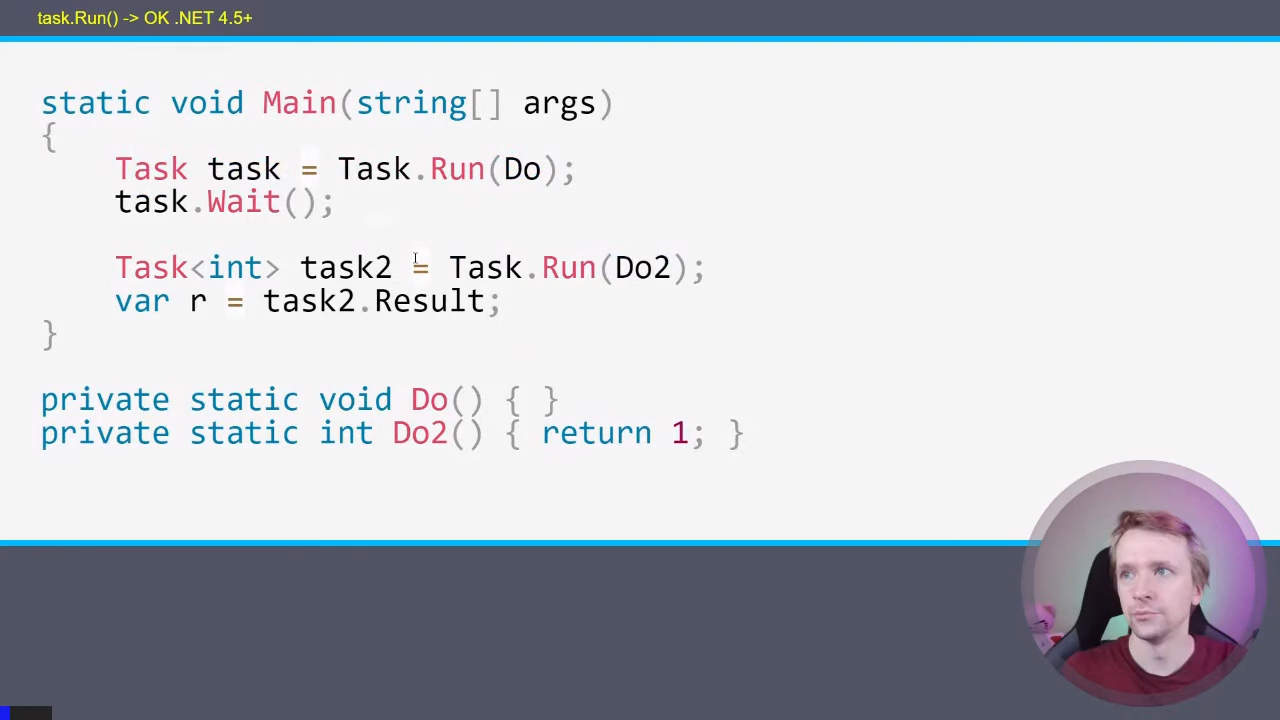 task.Run() -> OK .NET 4.5+
static void Main(string[] args)
{
    Task task = Task.Run(Do);
    task.Wait();
    Task<int> task2 = Task.Run(Do2);
    var r = task2.Result;
}
private static void Do() { }
private static int Do2() { return 1; }